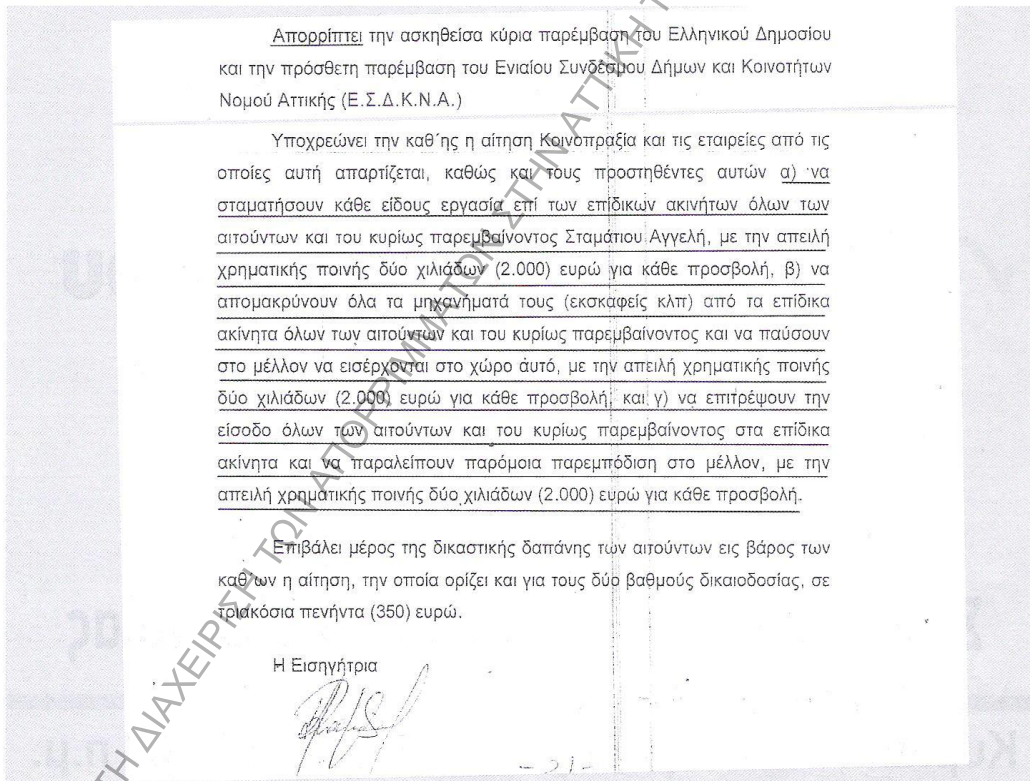 Απορρίπτει την ασκηθείσα κύρια παρέμβαση του Ελληνικού Δημοσίου
και την πρόσθετη παρέμβαση του Ενιαίου Συνδέσμου Δήμων και Κοινοτήτων
Νομού Αττικής (Ε.Σ.Δ.Κ.Ν.Α.)
Υποχρεώνει την καθ΄ης η αίτηση Κοινοπραξία και τις εταιρείες από τις
οποίες αυτή απαρτίζεται, καθώς και τους προστηθέντες αυτών α) να
σταματήσουν κάθε είδους εργασία επί των επίδικών ακινήτων όλων των
αιτούντων και του κυρίως παρεμβαίνοντος Σταμάτιου Αγγελή, με την απειλή
χρηματικής ποινής δύο χιλιάδων (2.000) ευρώ για κάθε προσβολή, β) να
απομακρύνουν όλα τα μηχανήματά τους (εκσκαφείς κλπ) από τα επίδικα
ακίνητα όλων των αιτούντων και του κυρίως παρεμβαίνοντος και να παύσουν
στο μέλλον να εισέρχονται στο χώρο αυτό, με την απειλή χρηματικής ποινής
δύο χιλιάδων (2.000) ευρώ για κάθε προσβολή, και γ) να επιτρέψουν την
είσοδο όλων των αιτούντων και του κυρίως παρεμβαίνοντος στα επίδικα
ακίνητα και να παραλείπουν παρόμοια παρεμπόδιση στο μέλλον, με την
απειλή χρηματικής ποινής δύο χιλιάδων (2.000) ευρώ για κάθε προσβολή.
Επιβάλει μέρος της δικαστικής δαπάνης των αιτούντων εις βάρος των
καθ΄ων η αίτηση, την οποία ορίζει και για τους δύο βαθμούς δικαιοδοσίας, σε
τριακόσια πενήντα (350) ευρώ.
Η Εισηγήτρια
ΤΗ ΔΙΑΧΕΙΡΙΣΗ ΤΩΝ ΑΠΟΡΡΙΜΜΑΤΩΝ ΣΤΗΝ ΑΤΤΙΚΗ